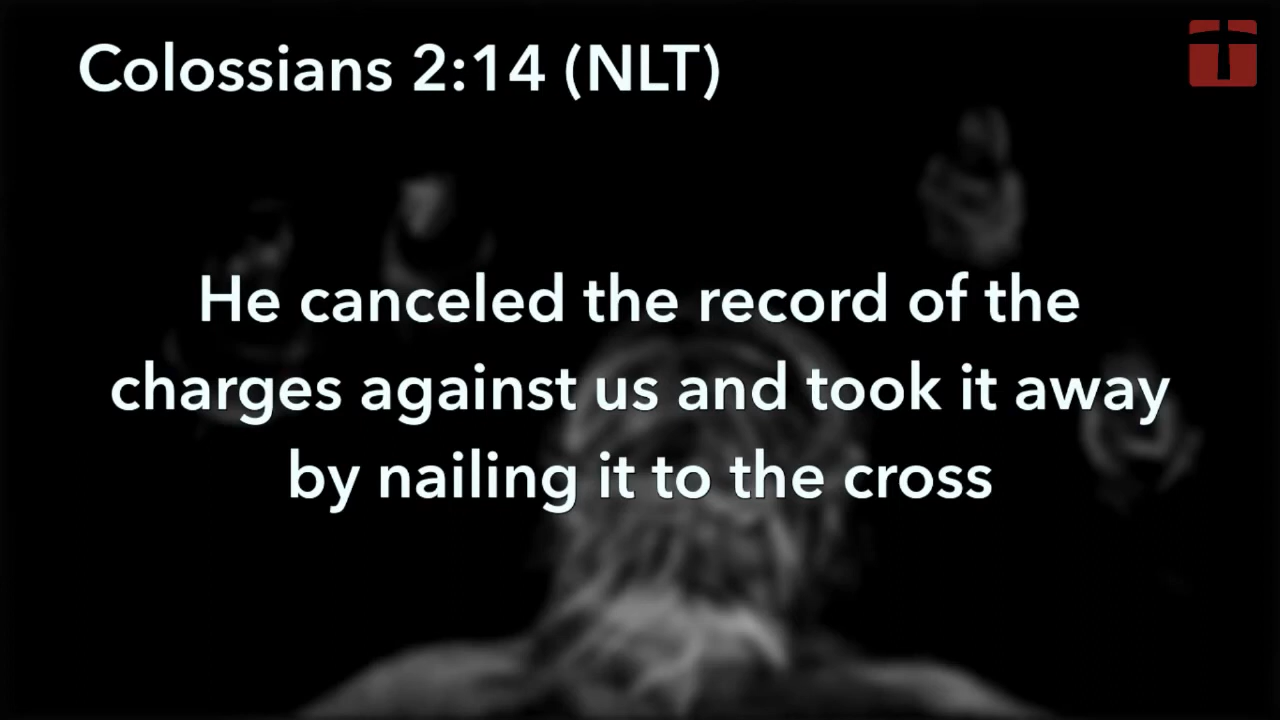 Colossians 2:14 (NLT)
He canceled the record of the
charges against us and took it away
by nailing it to the cross